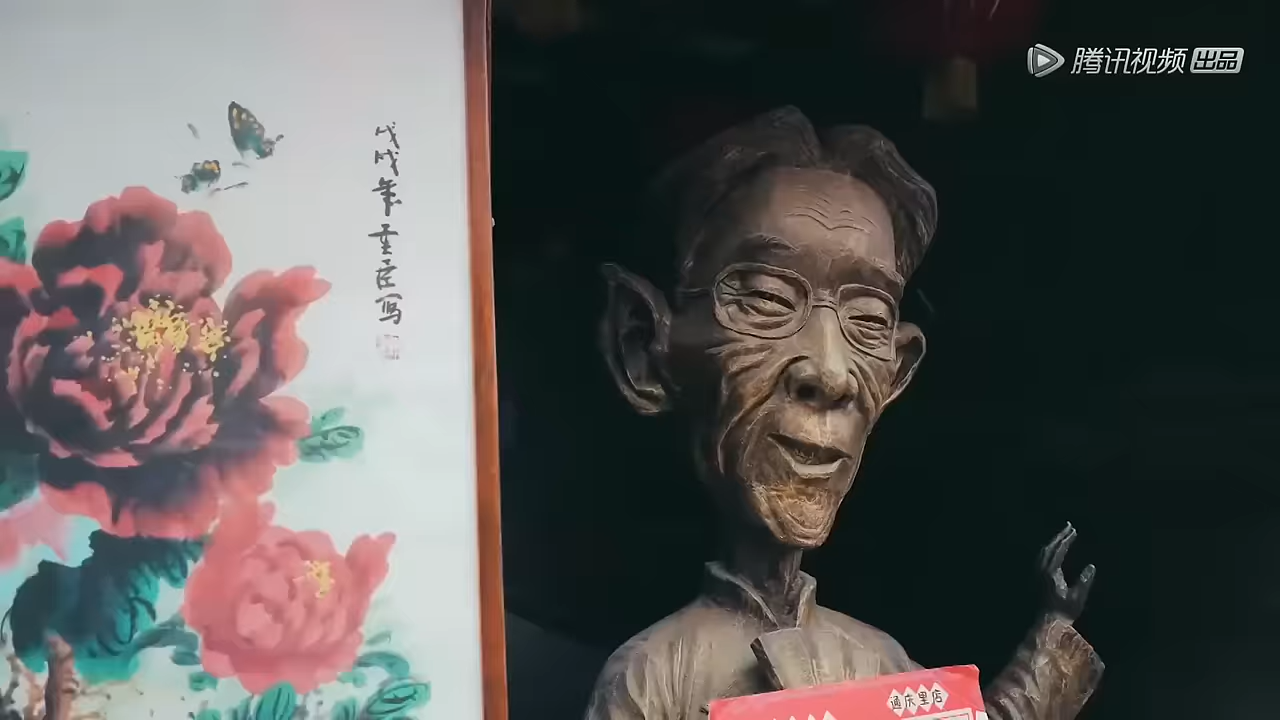 腾讯视频 出品
戊戌年重臣写
通庆里店